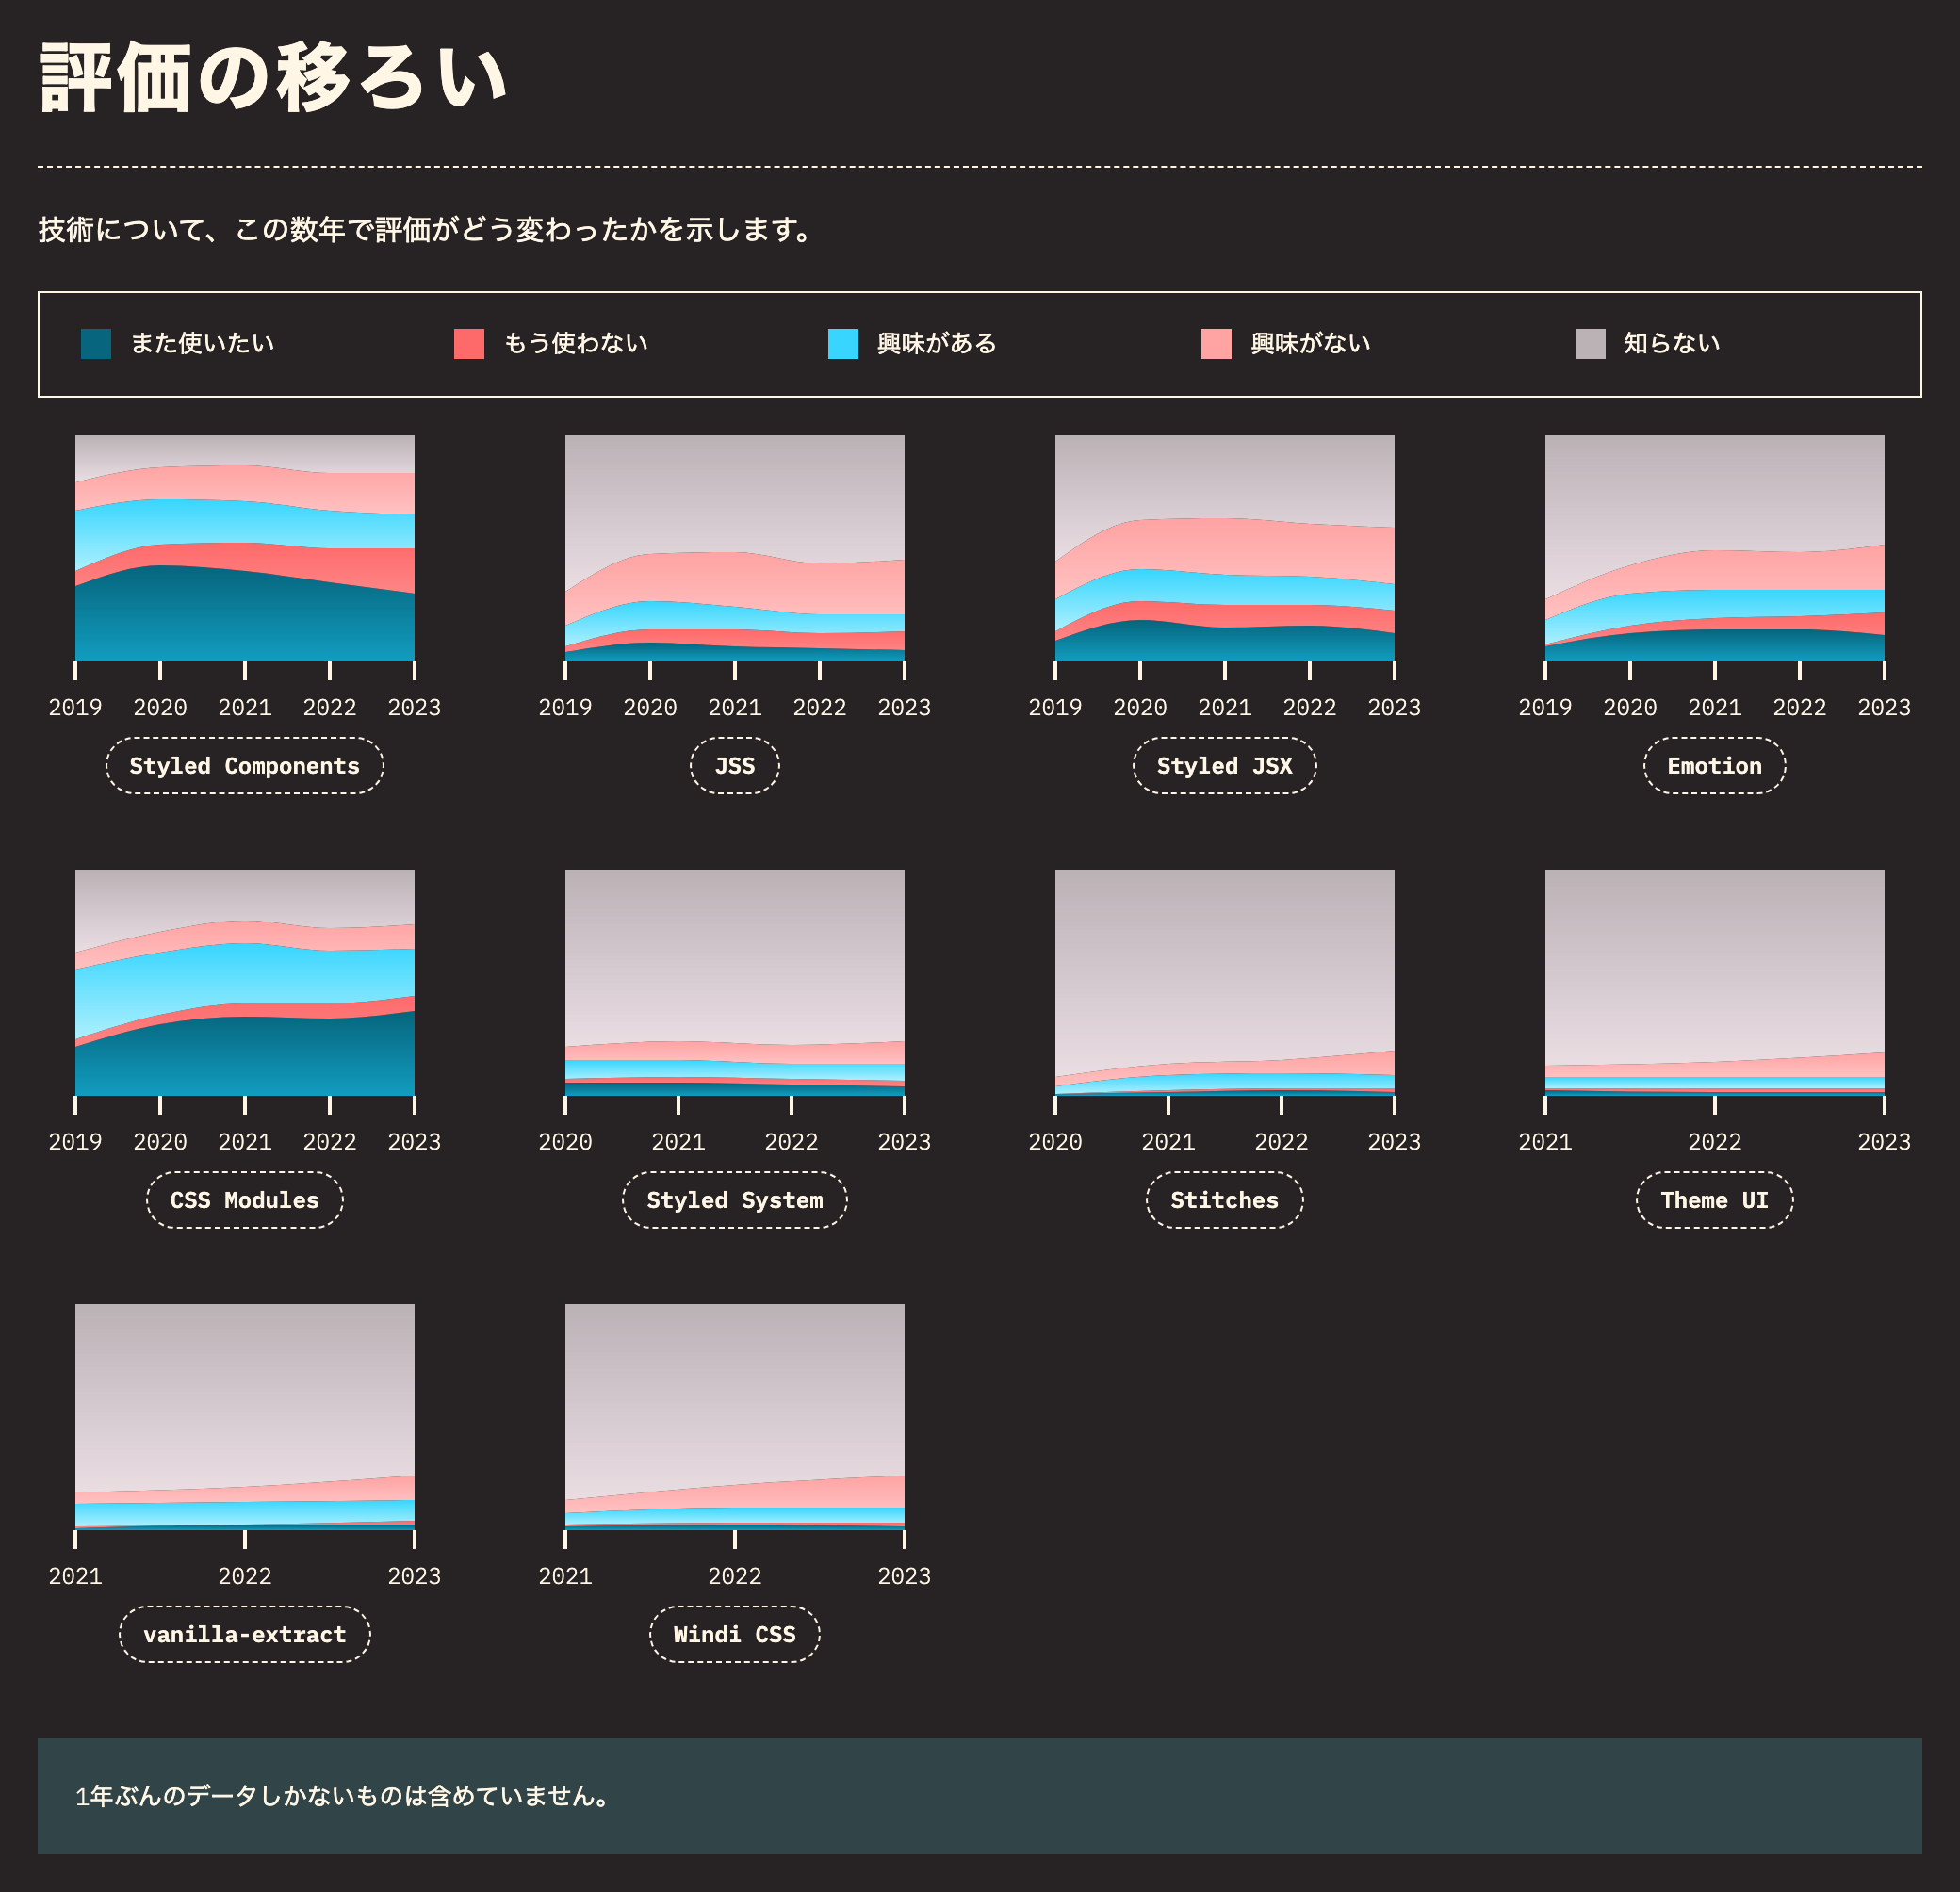 評価の移ろい
技術について、この数年で評価がどう変わったかを示します。
また使いたい もう使わない 興味がある 興味がない 知らない
2019 2020 2021 2022 2023
Styled Components
2019 2020 2021 2022 2023
JSS
2019 2020 2021 2022 2023
Styled JSX
2019 2020 2021 2022 2023
Emotion
2019 2020 2021 2022 2023
CSS Modules
2020 2021 2022 2023
Styled System
2020 2021 2022 2023
Stitches
2021 2022 2023
Theme UI
2021 2022 2023
vanilla-extract
2021 2022 2023
Windi CSS
1年ぶんのデータしかないものは含めていません。